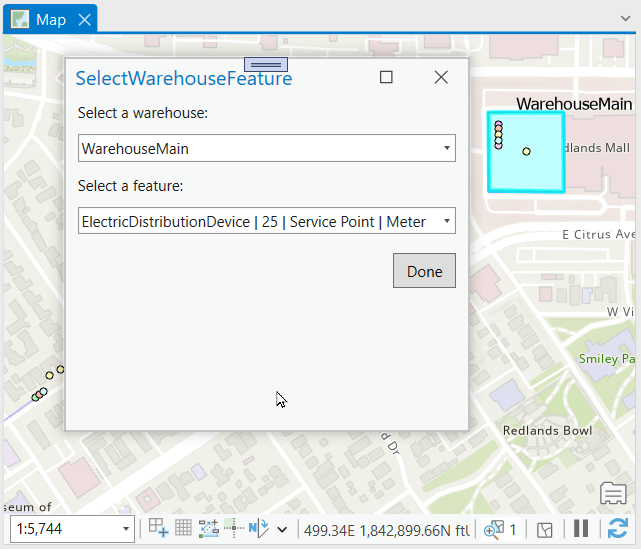 Map
SelectWarehouseFeature
Select a warehouse:
WarehouseMain
Select a feature:
ElectricDistributionDevice | 25 | Service Point | Meter
Done
WarehouseMain
dlands Mall
E Citrus Ave
W Vi
Smiley Pa
Redlands Bowl
d Dr
seum of
1:5,744
499.34E 1,842,899.66N ftU
1